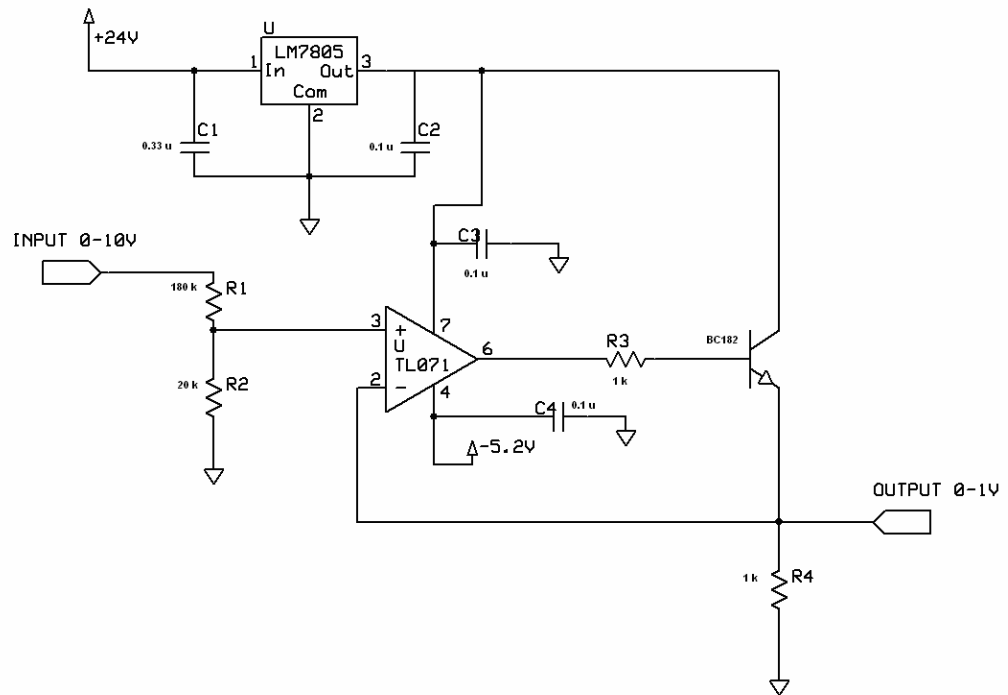 +24V
U
LM7805
1 In Out 3
Com
2
C1
0.33 u
C2
0.1 u
INPUT 0-10V
C3
0.1 u
180 k R1
3 + 7
U
TL071
6
2 - 4
R3
1 k
BC182
20 k R2
C4 0.1 u
-5.2V
OUTPUT 0-1V
1 k R4